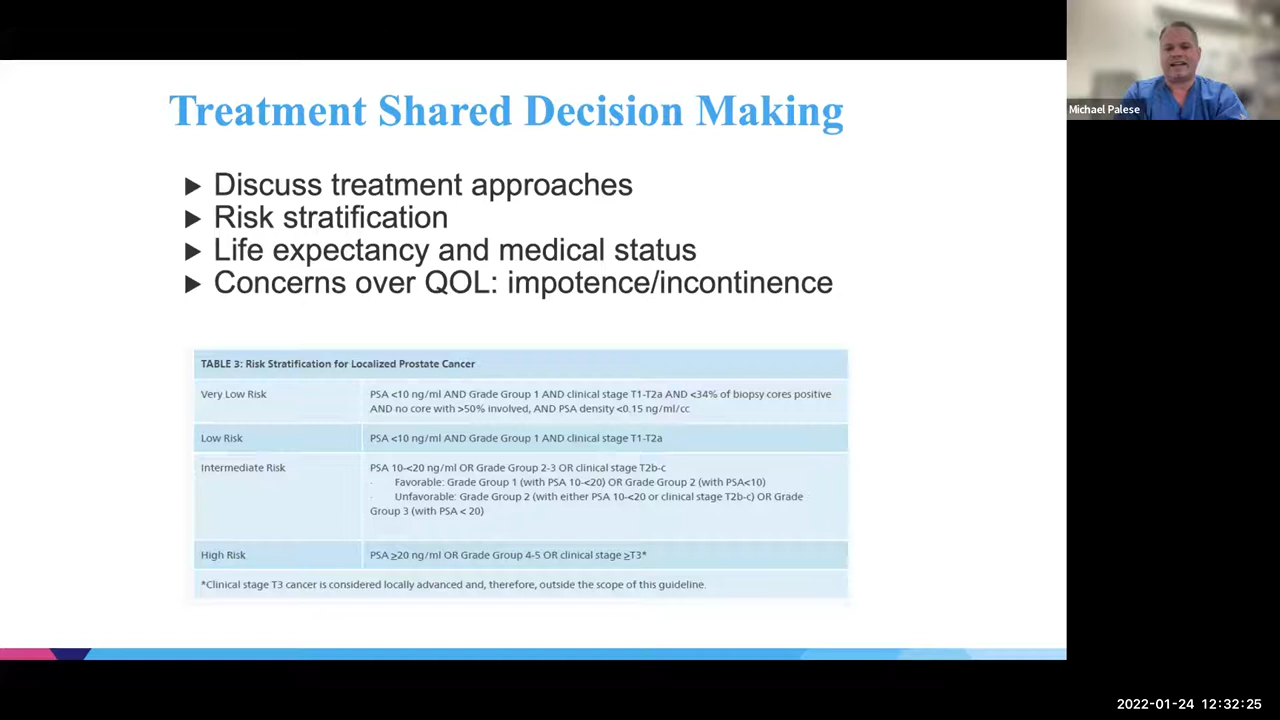 Treatment Shared Decision Making
Michael Palese
▶ Discuss treatment approaches
▶ Risk stratification
▶ Life expectancy and medical status
▶ Concerns over QOL: impotence/incontinence
TABLE 3: Risk Stratification for Localized Prostate Cancer
Very Low Risk
PSA <10 ng/ml AND Grade Group 1 AND clinical stage T1-T2a AND <34% of biopsy cores positive
AND no core with >50% involved, AND PSA density <0.15 ng/ml/cc
Low Risk
PSA <10 ng/ml AND Grade Group 1 AND clinical stage T1-T2a
Intermediate Risk
PSA 10-<20 ng/ml OR Grade Group 2-3 OR clinical stage T2b-c
· Favorable: Grade Group 1 (with PSA 10-<20) OR Grade Group 2 (with PSA<10)
· Unfavorable: Grade Group 2 (with either PSA 10-<20 or clinical stage T2b-c) OR Grade
Group 3 (with PSA < 20)
High Risk
PSA ≥20 ng/ml OR Grade Group 4-5 OR clinical stage ≥T3*
*Clinical stage T3 cancer is considered locally advanced and, therefore, outside the scope of this guideline.
2022-01-24 12:32:25